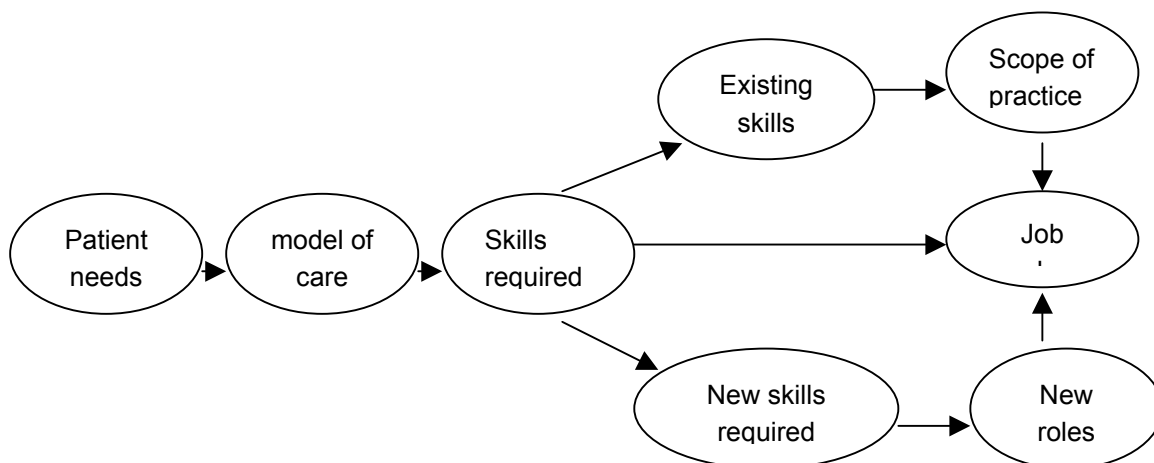 Patient
needs
model of
care
Skills
required
Existing
skills
Scope of
practice
Job
New skills
required
New
roles